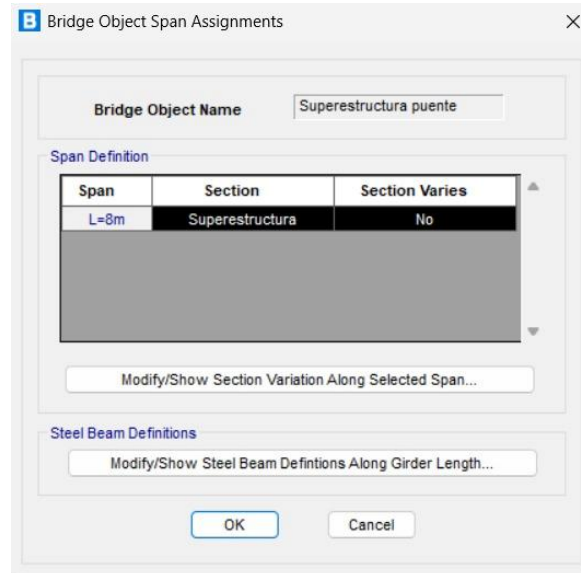 B Bridge Object Span Assignments
Bridge Object Name Superestructura puente
Span Definition
Span Section Section Varies
L=8m Superestructura No
Modify/Show Section Variation Along Selected Span...
Steel Beam Definitions
Modify/Show Steel Beam Defintions Along Girder Length...
OK Cancel